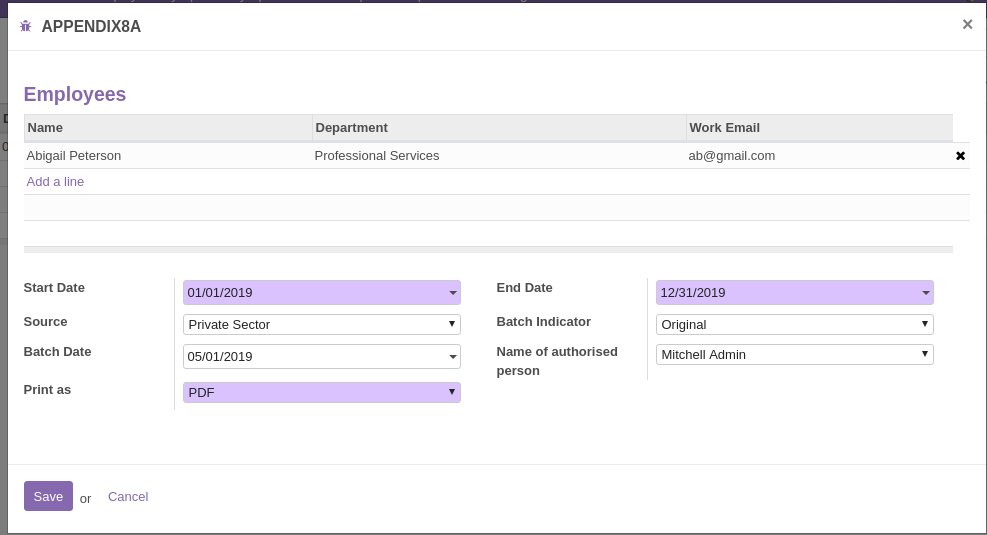 APPENDIX8A ×
Employees
Name Department Work Email
Abigail Peterson Professional Services ab@gmail.com ✖
Add a line
Start Date 01/01/2019 End Date 12/31/2019
Source Private Sector Batch Indicator Original
Batch Date 05/01/2019 Name of authorised person Mitchell Admin
Print as PDF
Save or Cancel